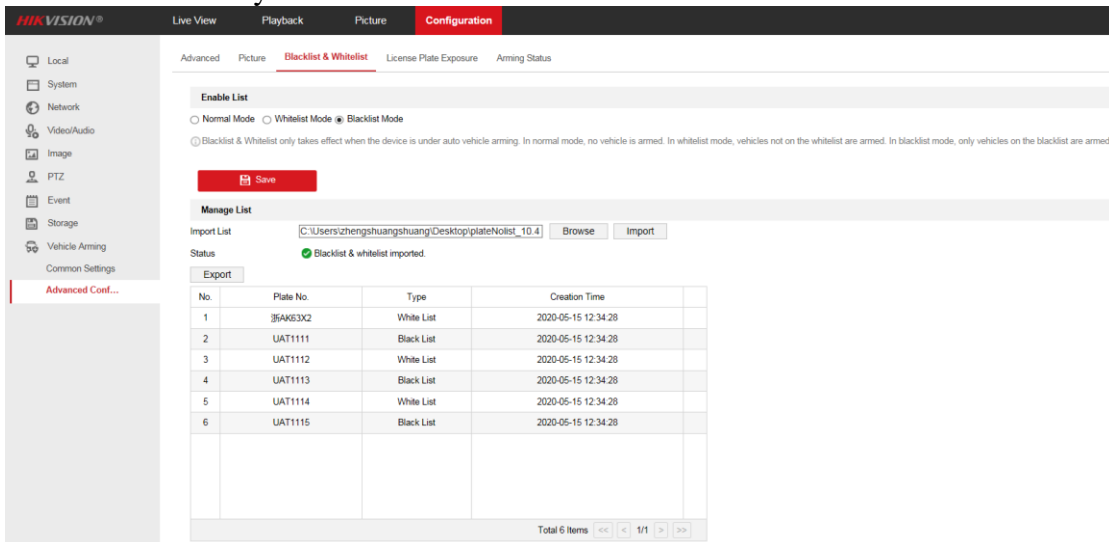 HIKVISION®
Live View Playback Picture Configuration
Local
System
Network
Video/Audio
Image
PTZ
Event
Storage
Vehicle Arming
Common Settings
Advanced Conf...
Advanced Picture Blacklist & Whitelist License Plate Exposure Arming Status
Enable List
Normal Mode Whitelist Mode Blacklist Mode
Blacklist & Whitelist only takes effect when the device is under auto vehicle arming. In normal mode, no vehicle is armed. In whitelist mode, vehicles not on the whitelist are armed. In blacklist mode, only vehicles on the blacklist are armed
Save
Manage List
Import List C:\Users\zhengshuangshuang\Desktop\plateNolist_10.4 Browse Import
Status Blacklist & whitelist imported.
Export
No. Plate No. Type Creation Time
1 浙AK63X2 White List 2020-05-15 12:34:28
2 UAT1111 Black List 2020-05-15 12:34:28
3 UAT1112 White List 2020-05-15 12:34:28
4 UAT1113 Black List 2020-05-15 12:34:28
5 UAT1114 White List 2020-05-15 12:34:28
6 UAT1115 Black List 2020-05-15 12:34:28
Total 6 Items << < 1/1 > >>